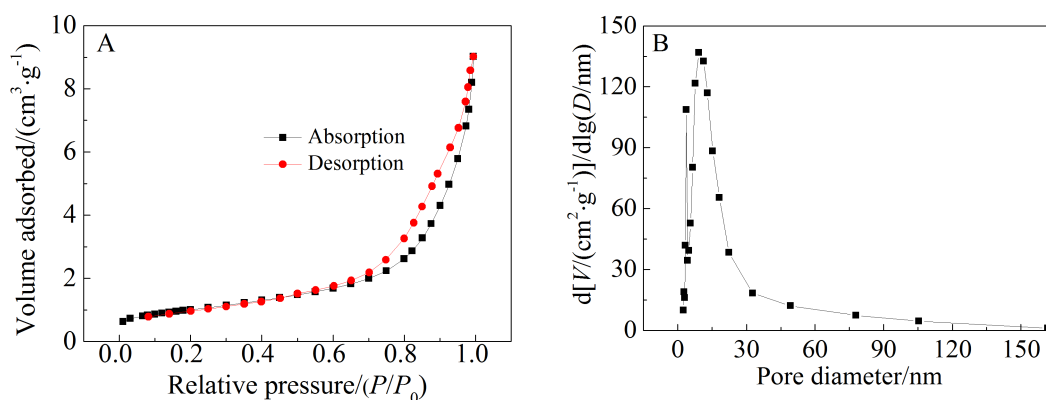 A
Volume adsorbed/(cm³·g⁻¹)
10
8
6
4
2
0
Absorption
Desorption
0.0 0.2 0.4 0.6 0.8 1.0
Relative pressure/(P/P₀)
B
d[V/(cm²·g⁻¹)]/dlg(D/nm)
150
120
90
60
30
0
0 30 60 90 120 150
Pore diameter/nm